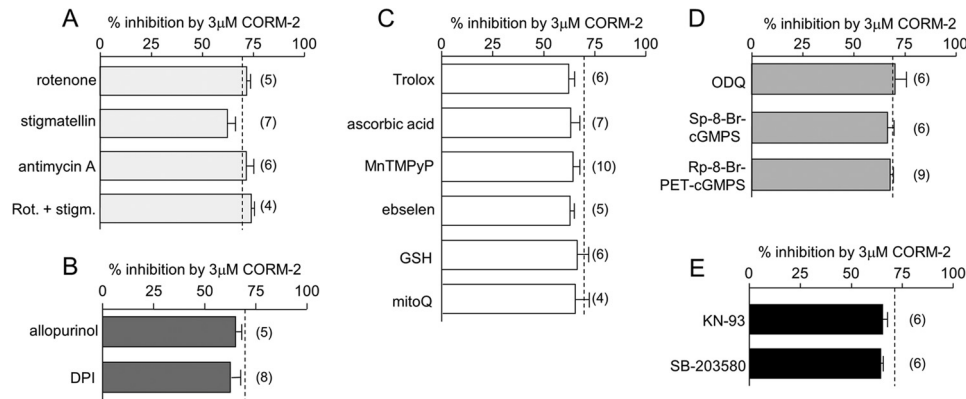 A
% inhibition by 3μM CORM-2
0 25 50 75 100
rotenone (5)
stigmatellin (7)
antimycin A (6)
Rot. + stigm. (4)
B
% inhibition by 3μM CORM-2
0 25 50 75 100
allopurinol (5)
DPI (8)
C
% inhibition by 3μM CORM-2
0 25 50 75 100
Trolox (6)
ascorbic acid (7)
MnTMPyP (10)
ebselen (5)
GSH (6)
mitoQ (4)
D
% inhibition by 3μM CORM-2
0 25 50 75 100
ODQ (6)
Sp-8-Br-
cGMPS (6)
Rp-8-Br-
PET-cGMPS (9)
E
% inhibition by 3μM CORM-2
0 25 50 75 100
KN-93 (6)
SB-203580 (6)